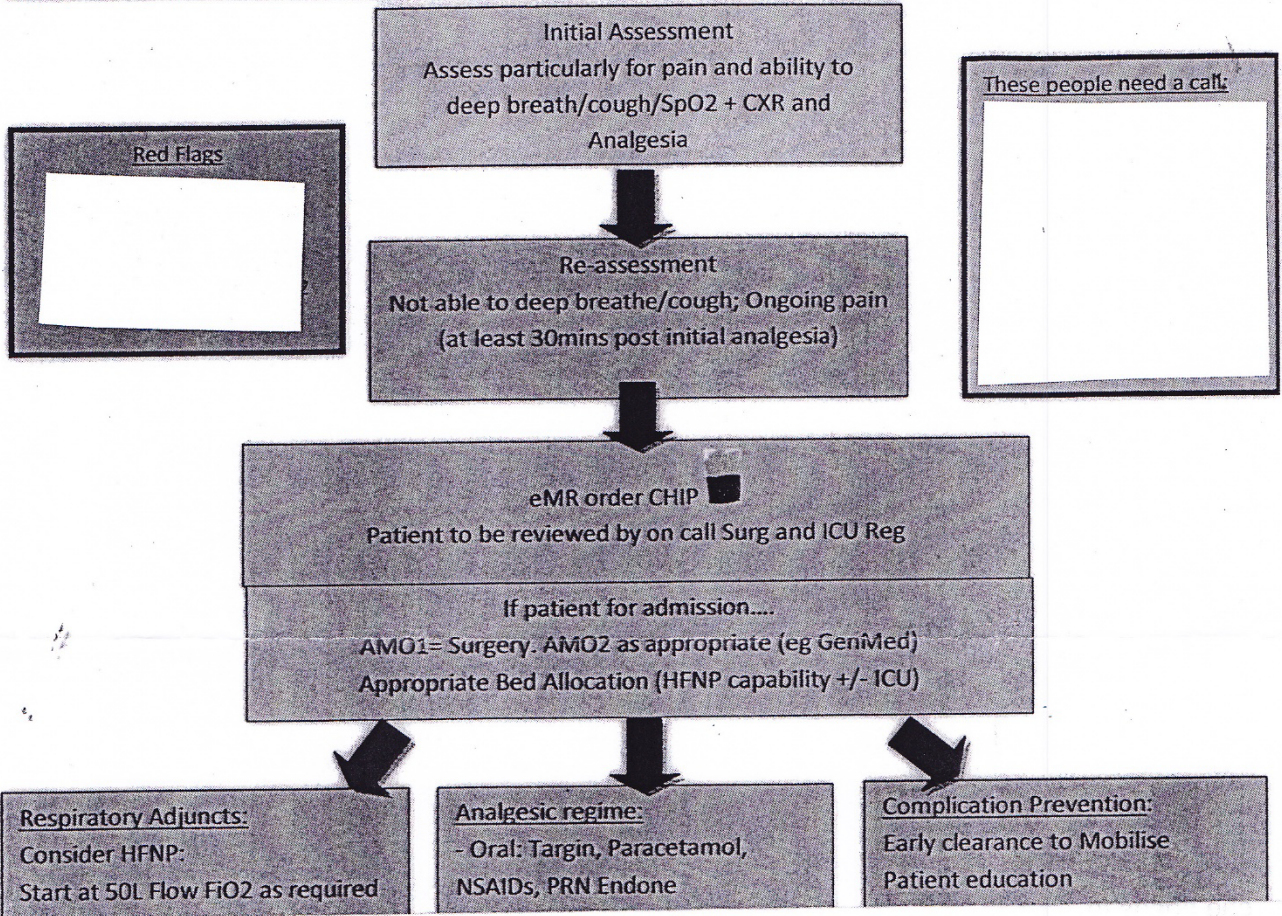 Initial Assessment
Assess particularly for pain and ability to
deep breath/cough/SpO2 + CXR and
Analgesia
These people need a call:
Red Flags
Re-assessment
Not able to deep breathe/cough; Ongoing pain
(at least 30mins post initial analgesia)
eMR order CHIP
Patient to be reviewed by on call Surg and ICU Reg
If patient for admission....
AMO1= Surgery. AMO2 as appropriate (eg GenMed)
Appropriate Bed Allocation (HFNP capability +/- ICU)
Respiratory Adjuncts:
Consider HFNP:
Start at 50L Flow FiO2 as required
Analgesic regime:
- Oral: Targin, Paracetamol,
NSAIDs, PRN Endone
Complication Prevention:
Early clearance to Mobilise
Patient education